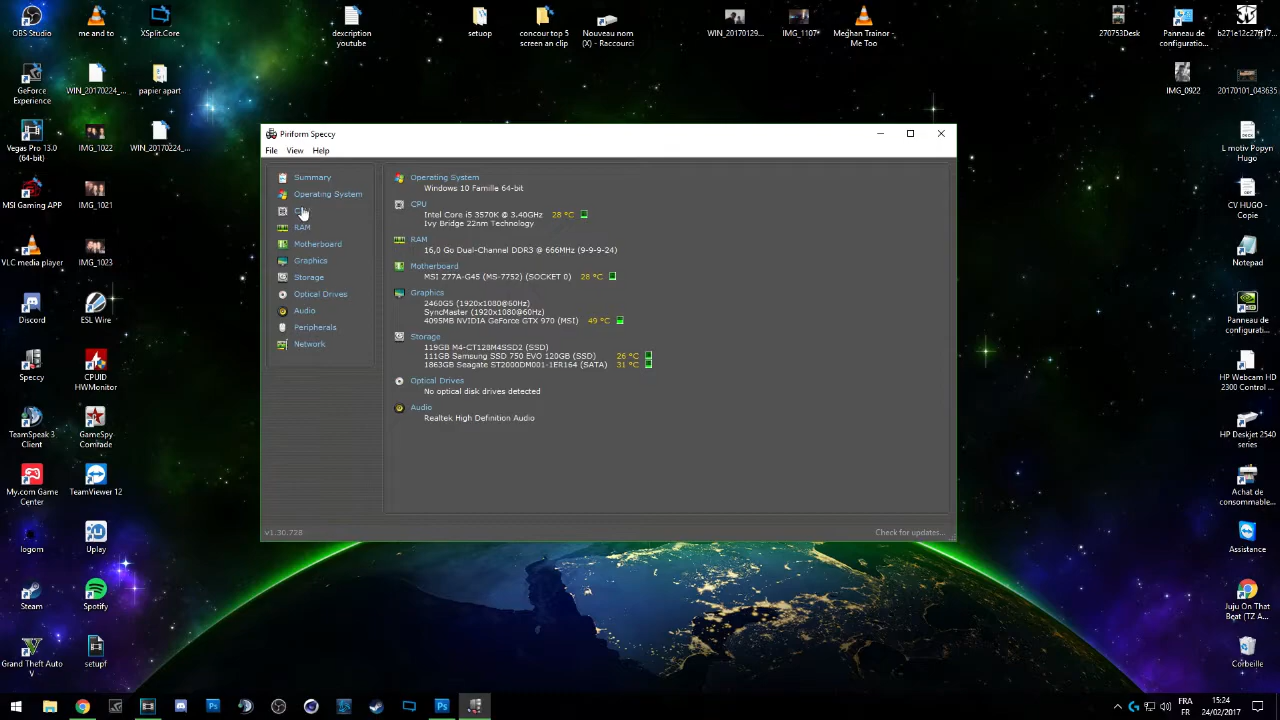 OBS Studio
me and to
XSplit.Core
dexcription youtube
setuop
concour top 5 screen an clip
Nouveau nom (X) - Raccourci
WIN_20170129...
IMG_1107*
Meghan Trainor - Me Too
270753Desk
Panneau de configuratio...
b271e12c27ff17...
GeForce Experience
WIN_20170224_...
papier apart
IMG_0922
20170101_043635
Vegas Pro 13.0 (64-bit)
IMG_1019
WIN_20170224_...
L motiv Popyn Hugo
MSI Gaming APP
IMG_1021
CV HUGO - Copie
VLC media player
IMG_1023
Notepad
Discord
ESL Wire
Panneau de configurati...
Speccy
CPUID HWMonitor
HP Webcam HD 2300 Control ...
TeamSpeak 3 Client
GameSpy Comrade
HP Deskjet 2540 series
My.com Game Center
TeamViewer 12
Achat de consommable...
logom
Uplay
Assistance
Steam
Spotify
Juju On That Beat (TZ A...
Grand Theft Auto V
setupf
Corbeille
Piriform Speccy
File View Help
Summary
Operating System
RAM
Motherboard
Graphics
Storage
Optical Drives
Audio
Peripherals
Network
Operating System
Windows 10 Famille 64-bit
CPU
Intel Core i5 3570K @ 3.40GHz 28 °C
Ivy Bridge 22nm Technology
RAM
16,0 Go Dual-Channel DDR3 @ 666MHz (9-9-9-24)
Motherboard
MSI Z77A-G45 (MS-7752) (SOCKET 0) 28 °C
Graphics
2460G5 (1920x1080@60Hz)
SyncMaster (1920x1080@60Hz)
4095MB NVIDIA GeForce GTX 970 (MSI) 49 °C
Storage
119GB M4-CT128M4SSD2 (SSD)
111GB Samsung SSD 750 EVO 120GB (SSD) 26 °C
1863GB Seagate ST2000DM001-1ER164 (SATA) 31 °C
Optical Drives
No optical disk drives detected
Audio
Realtek High Definition Audio
v1.30.728
Check for updates...
FRA
FR
15:24
24/02/2017